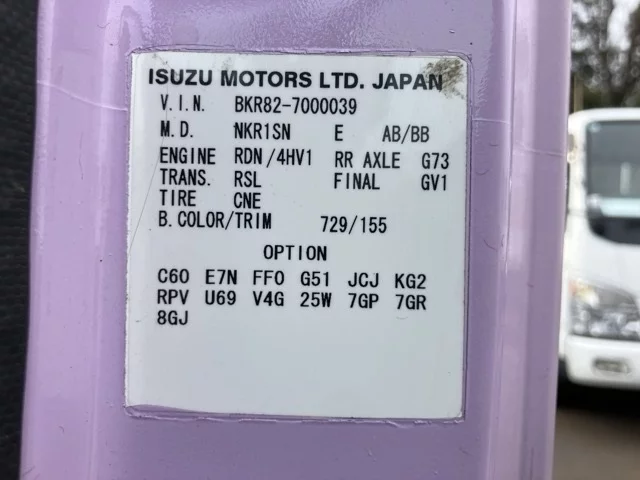 ISUZU MOTORS LTD. JAPAN
V.I.N. BKR82-7000039
M.D. NKR1SN E AB/BB
ENGINE RDN/4HV1 RR AXLE G73
TRANS. RSL FINAL GV1
TIRE CNE
B.COLOR/TRIM 729/155
OPTION
C60 E7N FF0 G51 JCJ KG2
RPV U69 V4G 25W 7GP 7GR
8GJ